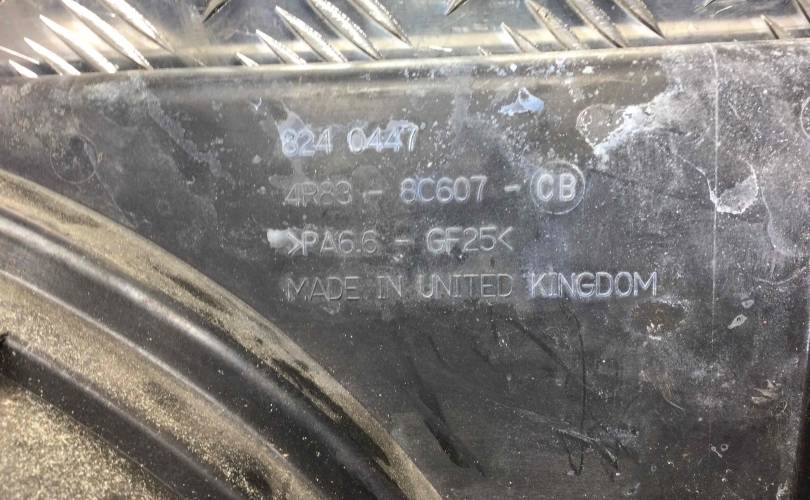 824 0447
4R83 - 8C607 - CB
>PA6.6 - GF25<
MADE IN UNITED KINGDOM